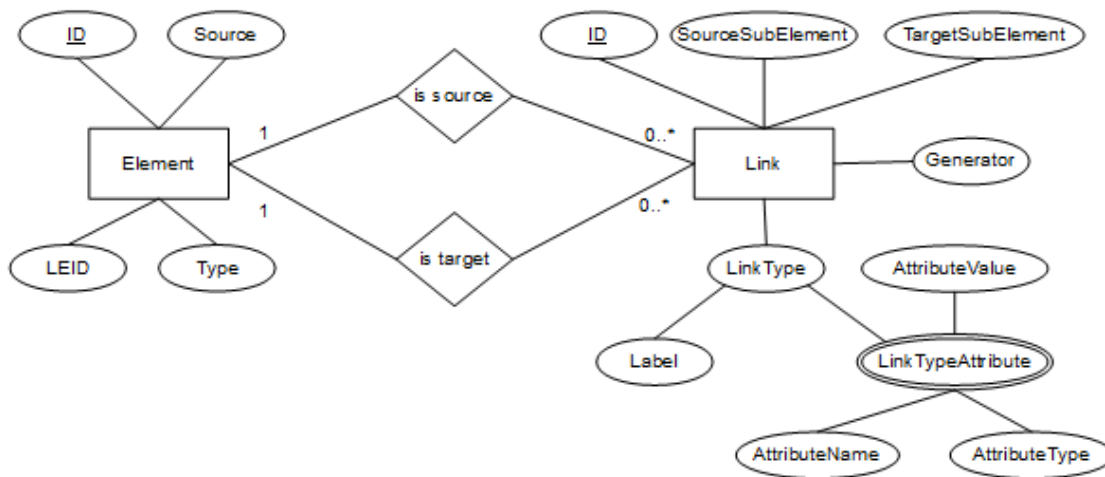 ID
Source
ID
SourceSubElement
TargetSubElement
is source
1
0..*
Element
Link
Generator
1
0..*
is target
LEID
Type
LinkType
AttributeValue
Label
LinkTypeAttribute
AttributeName
AttributeType